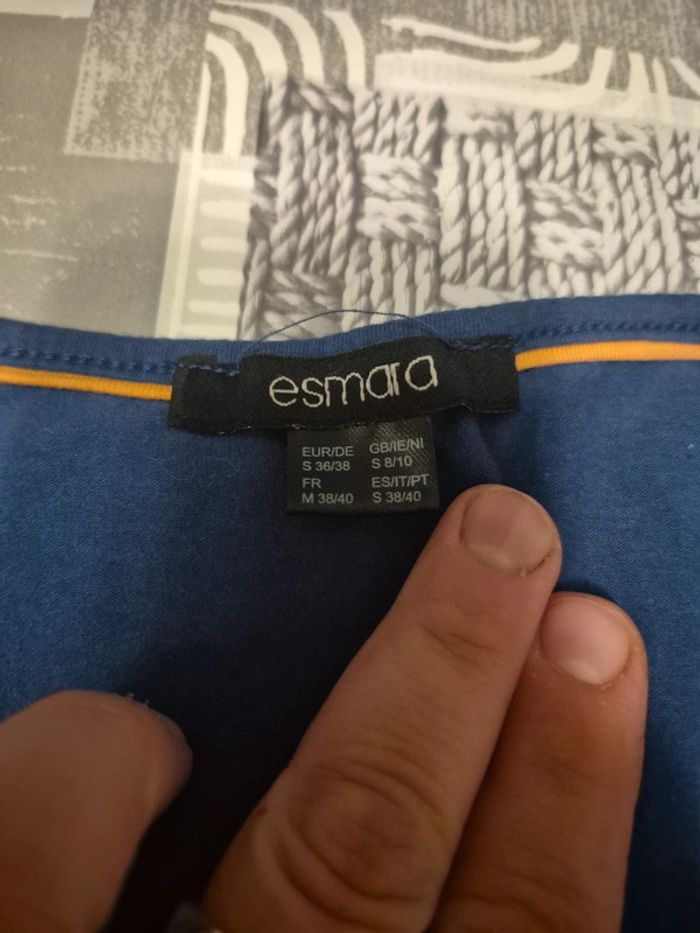 esmara
EUR/DE GB/IE/NI
S 36/38 S 8/10
FR ES/IT/PT
M 38/40 S 38/40